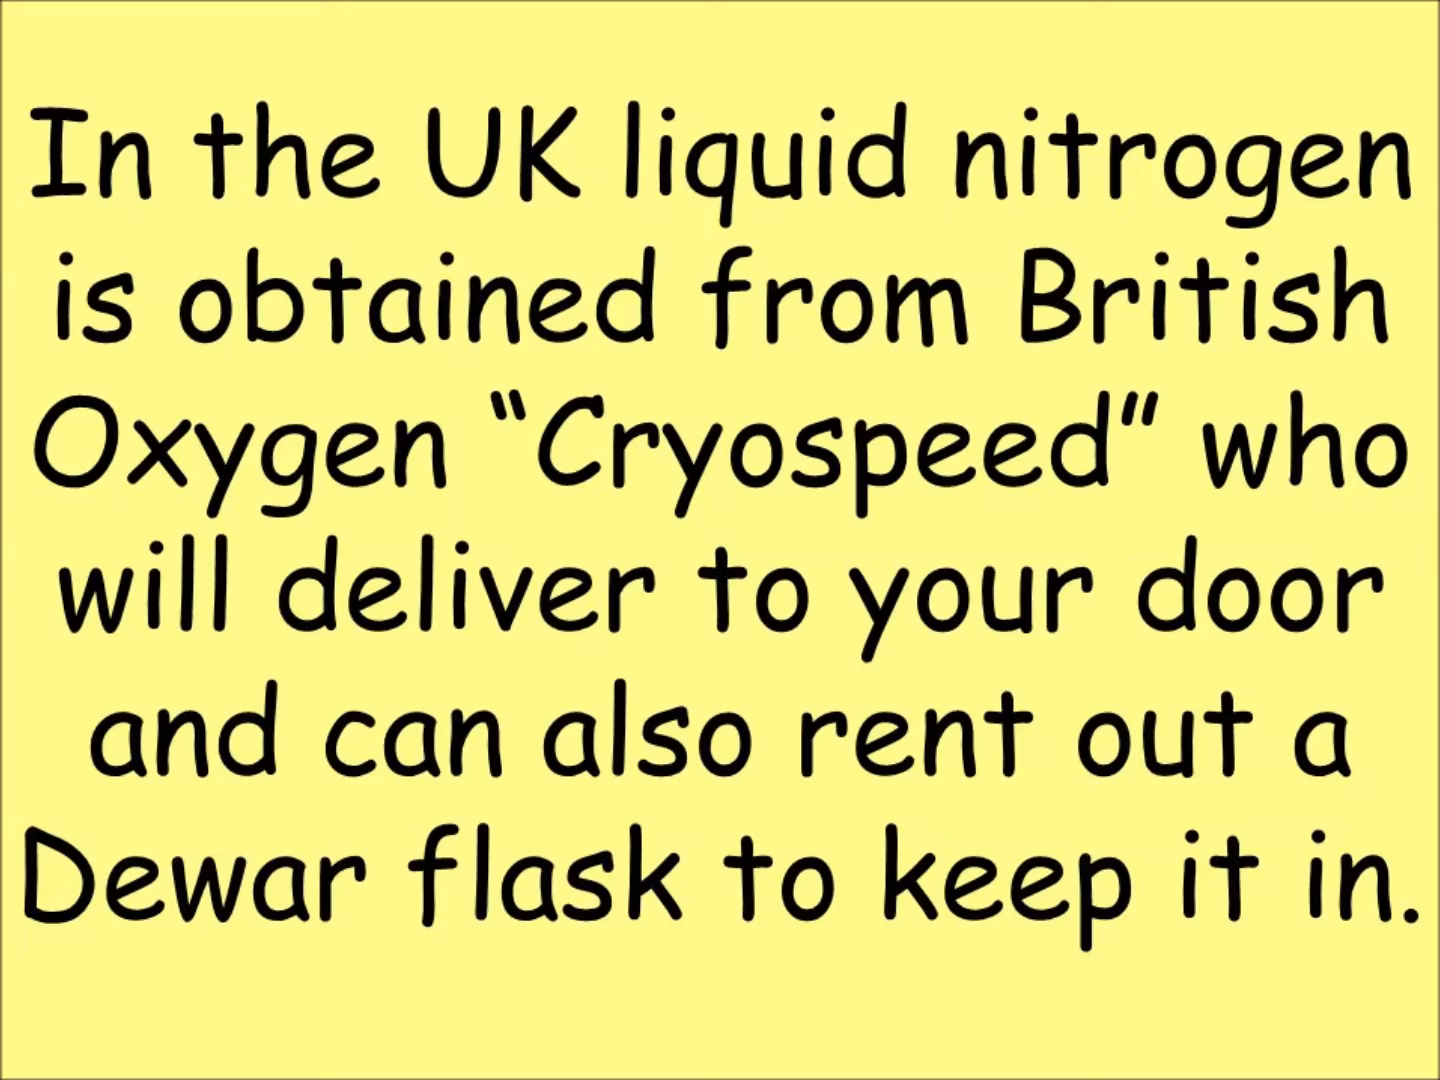 In the UK liquid nitrogen
is obtained from British
Oxygen “Cryospeed” who
will deliver to your door
and can also rent out a
Dewar flask to keep it in.